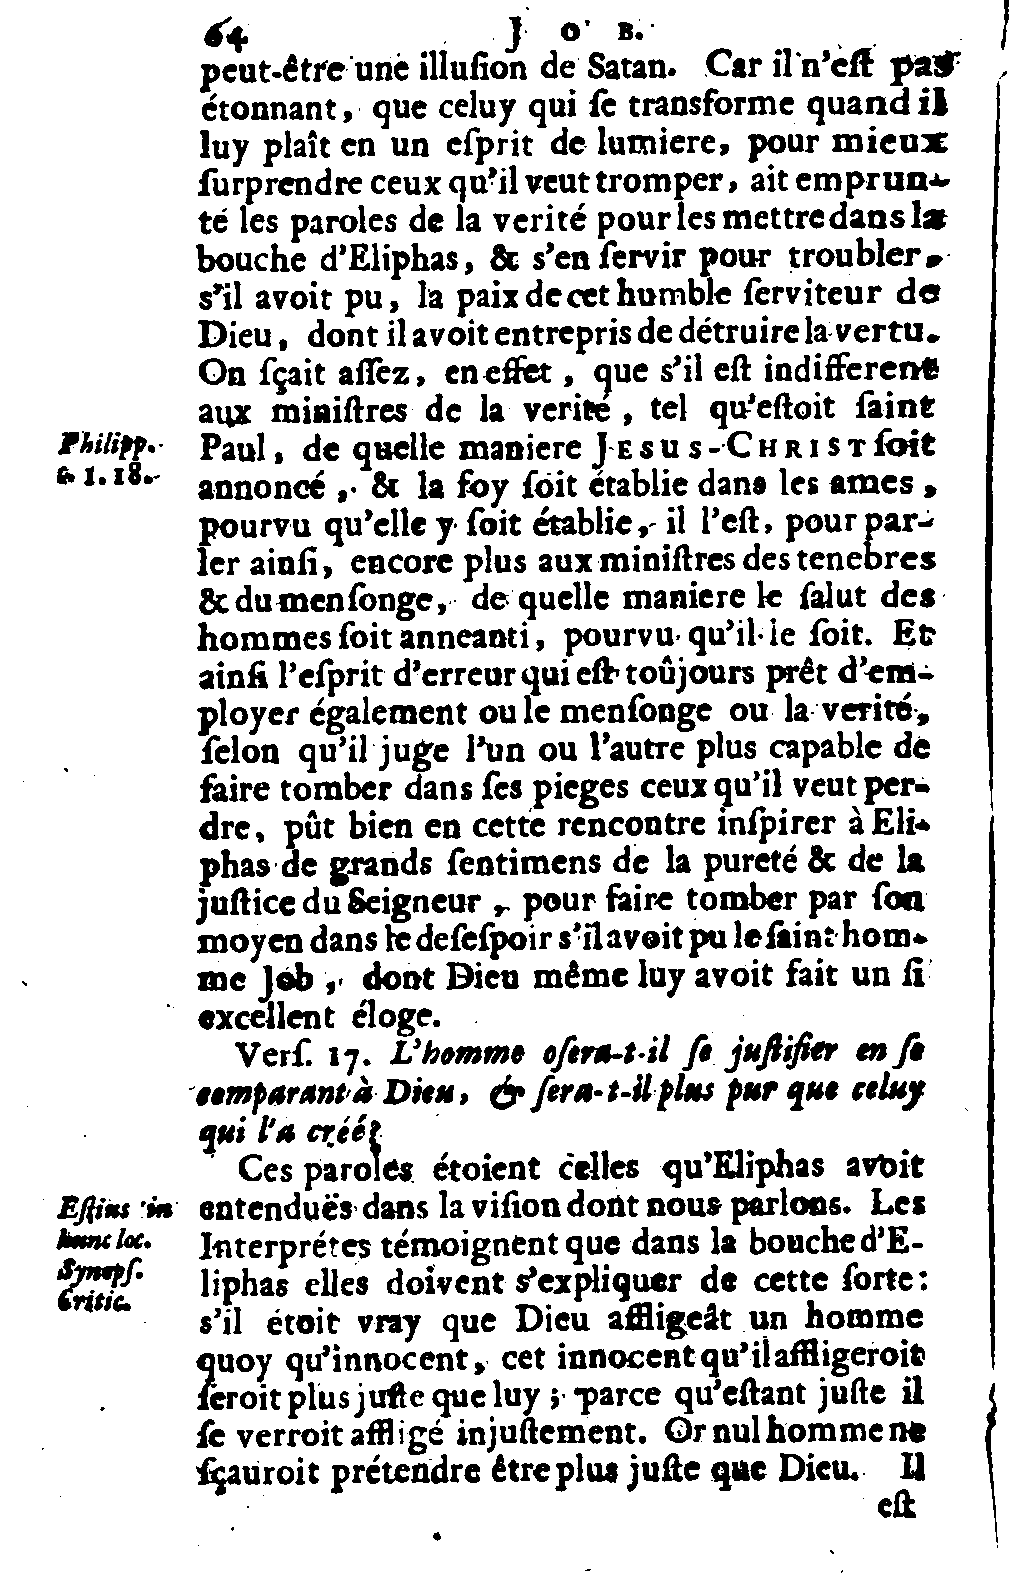 64 JOB.
peut-être une illuſion de Satan. Car il n'eſt pas
étonnant, que celuy qui ſe transforme quand il
luy plaît en un eſprit de lumiere, pour mieux
ſurprendre ceux qu'il veut tromper, ait emprun-
té les paroles de la verité pour les mettre dans la
bouche d'Eliphas, & s'en ſervir pour troubler,
s'il avoit pu, la paix de cet humble ſerviteur de
Dieu, dont il avoit entrepris de détruire la vertu.
On ſçait aſſez, en effet, que s'il eſt indifferent
aux miniſtres de la verité, tel qu'eſtoit ſaint
Philipp.
1. 18.
Paul, de quelle maniere JESUS-CHRIST ſoit
annoncé, & la foy ſoit établie dans les ames,
pourvu qu'elle y ſoit établie, il l'eſt, pour par-
ler ainſi, encore plus aux miniſtres des tenebres
& du menſonge, de quelle maniere le ſalut des
hommes ſoit anneanti, pourvu qu'il le ſoit. Et
ainſi l'eſprit d'erreur qui eſt toûjours prêt d'em-
ployer également ou le menſonge ou la verité,
ſelon qu'il juge l'un ou l'autre plus capable de
faire tomber dans ſes pieges ceux qu'il veut per-
dre, pût bien en cette rencontre inſpirer à Eli-
phas de grands ſentimens de la pureté & de la
juſtice du Seigneur, pour faire tomber par ſon
moyen dans le deſeſpoir s'il avoit pu le ſaint hom-
me Job, dont Dieu même luy avoit fait un ſi
excellent éloge.
Verſ. 17. L'homme oſera-t-il ſe juſtifier en ſe
comparant à Dieu, & ſera-t-il plus pur que celuy
qui l'a créé?
Ces paroles étoient celles qu'Eliphas avoit
Eſtius in
hunc loc.
Synopſ.
Critic.
entenduës dans la viſion dont nous parlons. Les
Interprétes témoignent que dans la bouche d'E-
liphas elles doivent s'expliquer de cette ſorte:
s'il étoit vray que Dieu affligeât un homme
quoy qu'innocent, cet innocent qu'il affligeroit
ſeroit plus juſte que luy; parce qu'eſtant juſte il
ſe verroit affligé injuſtement. Or nul homme ne
ſçauroit prétendre être plus juſte que Dieu. Il
eſt